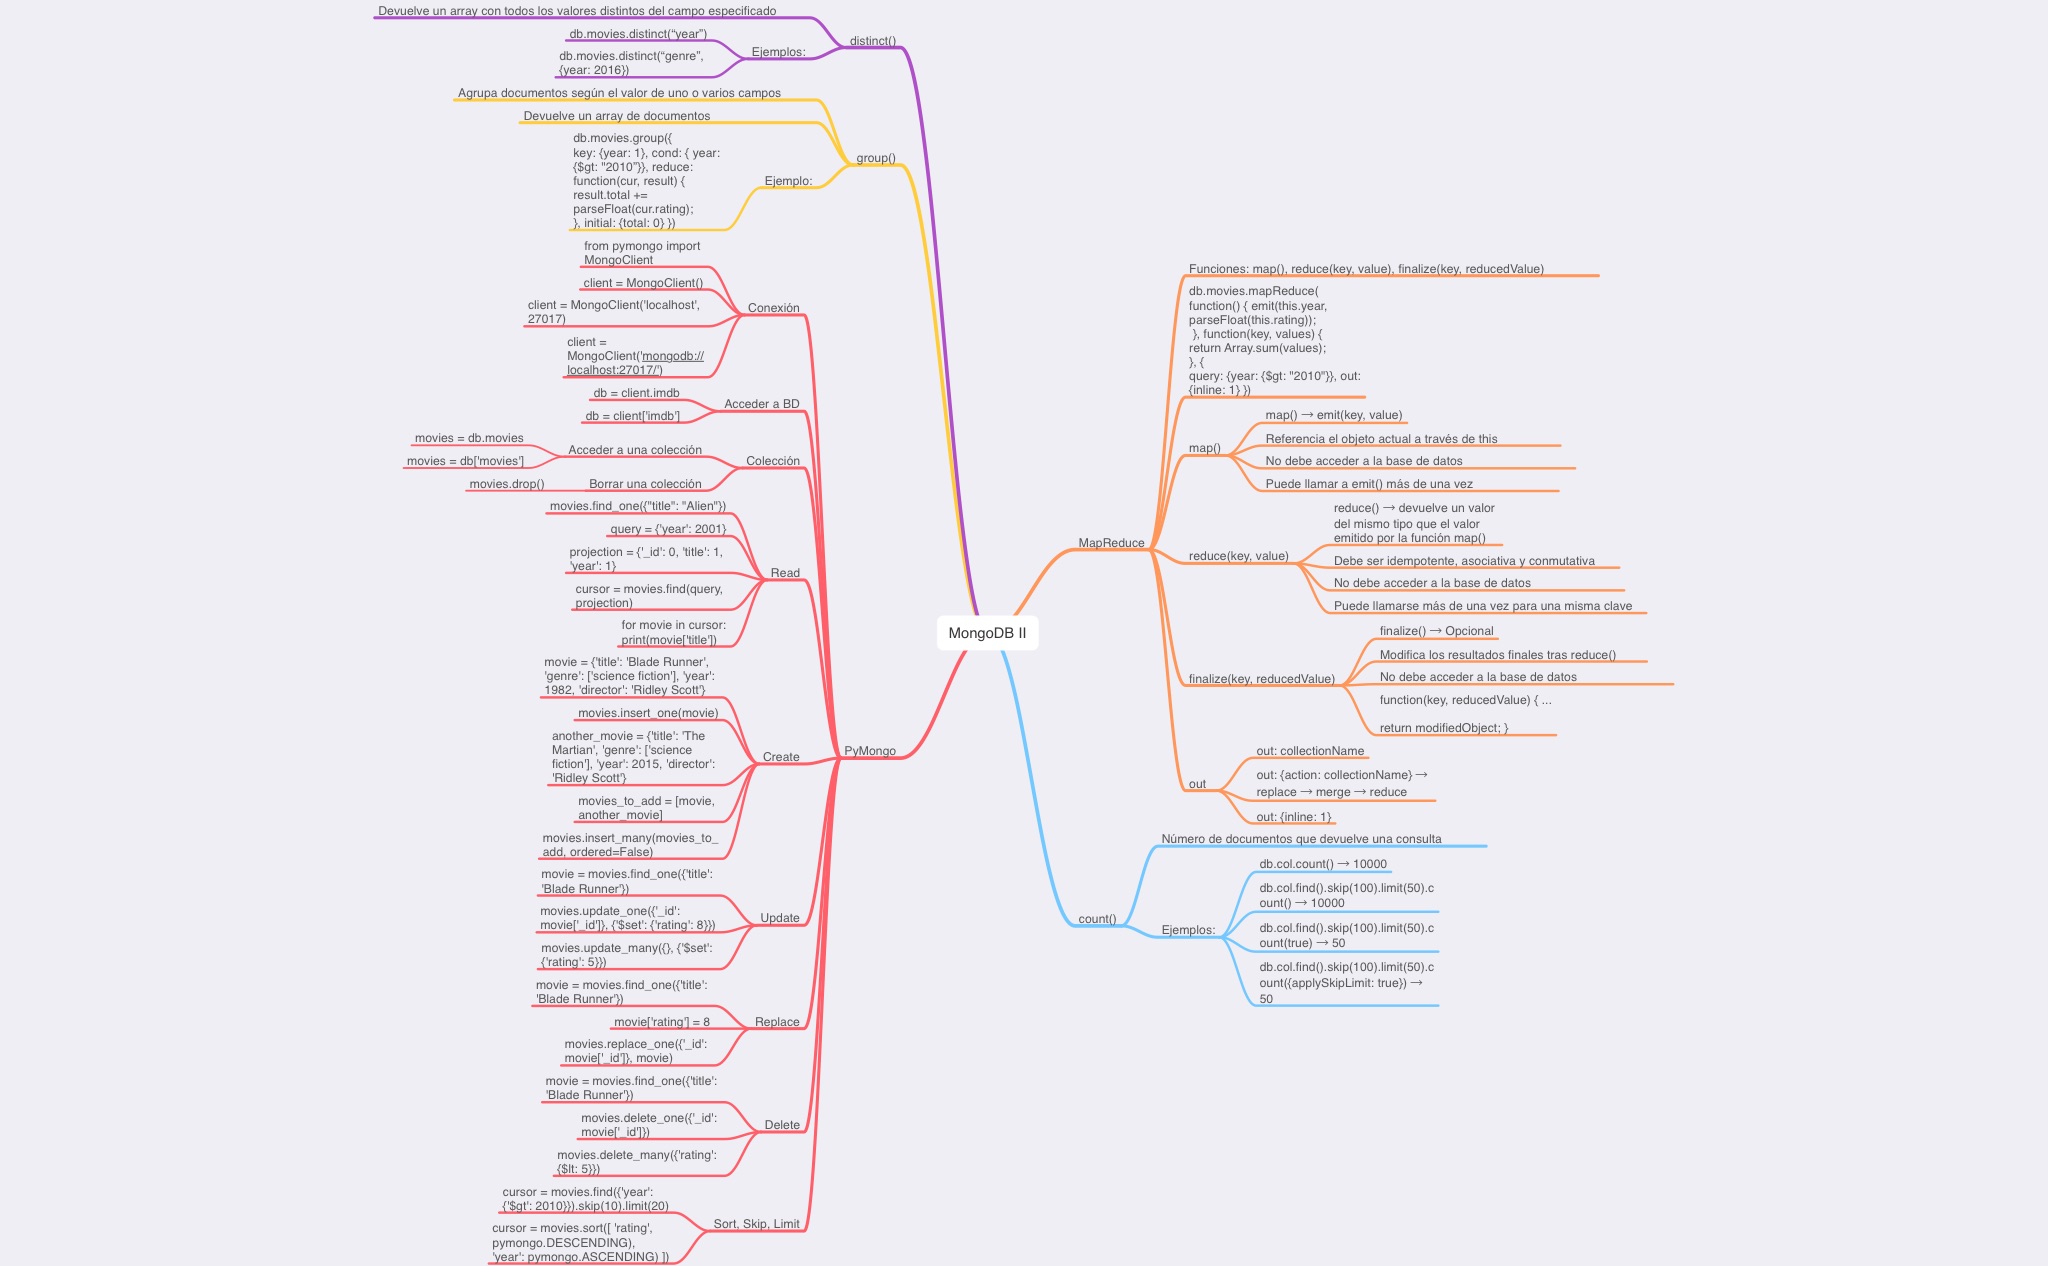 Devuelve un array con todos los valores distintos del campo especificado
distinct()
db.movies.distinct(“year”)
Ejemplos:
db.movies.distinct(“genre”,
{year: 2016})
Agrupa documentos según el valor de uno o varios campos
Devuelve un array de documentos
group()
db.movies.group({
key: {year: 1}, cond: { year:
{$gt: "2010”}}, reduce:
function(cur, result) {
result.total +=
parseFloat(cur.rating);
}, initial: {total: 0} })
Ejemplo:
from pymongo import
MongoClient
client = MongoClient()
client = MongoClient('localhost',
27017)
client =
MongoClient('mongodb://
localhost:27017/')
Conexión
db = client.imdb
db = client['imdb']
Acceder a BD
movies = db.movies
movies = db['movies']
Acceder a una colección
Colección
movies.drop()
Borrar una colección
movies.find_one({"title": "Alien"})
query = {'year': 2001}
projection = {'_id': 0, 'title': 1,
'year': 1}
cursor = movies.find(query,
projection)
for movie in cursor:
print(movie['title'])
Read
movie = {'title': 'Blade Runner',
'genre': ['science fiction'], 'year':
1982, 'director': 'Ridley Scott'}
movies.insert_one(movie)
another_movie = {'title': 'The
Martian', 'genre': ['science
fiction'], 'year': 2015, 'director':
'Ridley Scott'}
movies_to_add = [movie,
another_movie]
movies.insert_many(movies_to_
add, ordered=False)
Create
PyMongo
movie = movies.find_one({'title':
'Blade Runner'})
movies.update_one({'_id':
movie['_id']}, {'$set': {'rating': 8}})
movies.update_many({}, {'$set':
{'rating': 5}})
Update
movie = movies.find_one({'title':
'Blade Runner'})
movie['rating'] = 8
movies.replace_one({'_id':
movie['_id']}, movie)
Replace
movie = movies.find_one({'title':
'Blade Runner'})
movies.delete_one({'_id':
movie['_id']})
movies.delete_many({'rating':
{$lt: 5}})
Delete
cursor = movies.find({'year':
{'$gt': 2010}}).skip(10).limit(20)
cursor = movies.sort([ 'rating',
pymongo.DESCENDING),
'year': pymongo.ASCENDING) ])
Sort, Skip, Limit
MongoDB II
MapReduce
Funciones: map(), reduce(key, value), finalize(key, reducedValue)
db.movies.mapReduce(
function() { emit(this.year,
parseFloat(this.rating));
}, function(key, values) {
return Array.sum(values);
}, {
query: {year: {$gt: "2010"}}, out:
{inline: 1} })
map()
map() → emit(key, value)
Referencia el objeto actual a través de this
No debe acceder a la base de datos
Puede llamar a emit() más de una vez
reduce(key, value)
reduce() → devuelve un valor
del mismo tipo que el valor
emitido por la función map()
Debe ser idempotente, asociativa y conmutativa
No debe acceder a la base de datos
Puede llamarse más de una vez para una misma clave
finalize(key, reducedValue)
finalize() → Opcional
Modifica los resultados finales tras reduce()
No debe acceder a la base de datos
function(key, reducedValue) { ...
return modifiedObject; }
out
out: collectionName
out: {action: collectionName} →
replace → merge → reduce
out: {inline: 1}
count()
Número de documentos que devuelve una consulta
Ejemplos:
db.col.count() → 10000
db.col.find().skip(100).limit(50).c
ount() → 10000
db.col.find().skip(100).limit(50).c
ount(true) → 50
db.col.find().skip(100).limit(50).c
ount({applySkipLimit: true}) →
50